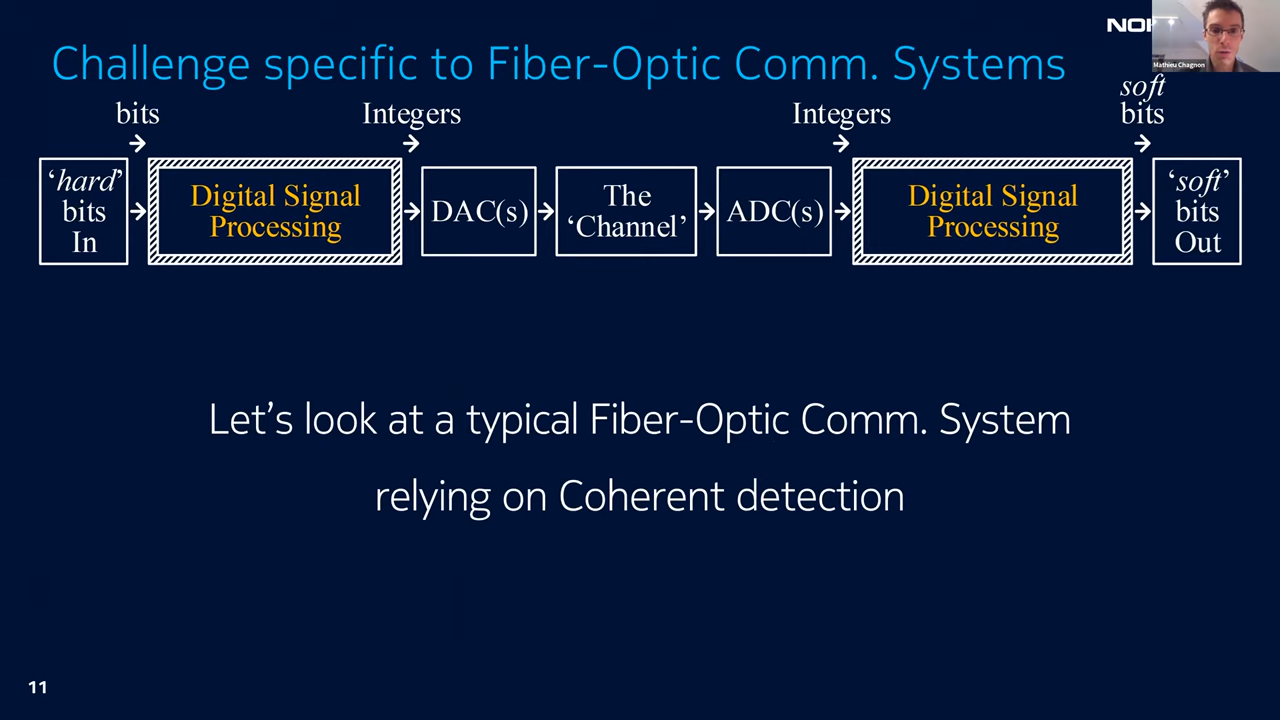 Challenge specific to Fiber-Optic Comm. Systems
Mathieu Chagnon
bits
Integers
Integers
soft
bits
‘hard’
bits
In
Digital Signal
Processing
DAC(s)
The
‘Channel’
ADC(s)
Digital Signal
Processing
‘soft’
bits
Out
Let’s look at a typical Fiber-Optic Comm. System
relying on Coherent detection
11